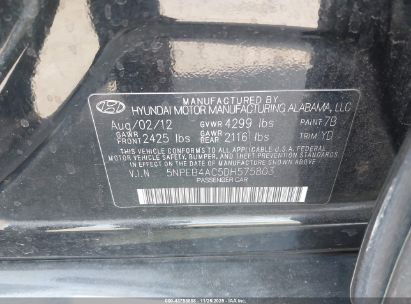 MANUFACTURED BY
HYUNDAI MOTOR MANUFACTURING ALABAMA, LLC
Aug/02/12 GVWR 4299 lbs PAINT 7B
GAWR FRONT 2425 lbs GAWR REAR 2116 lbs TRIM YD
THIS VEHICLE CONFORMS TO ALL APPLICABLE FEDERAL
MOTOR VEHICLE SAFETY, BUMPER, AND THEFT PREVENTION STANDARDS
IN EFFECT ON THE DATE OF MANUFACTURE SHOWN ABOVE.
V.I.N 5NPEB4AC5DH575803
PASSENGER CAR